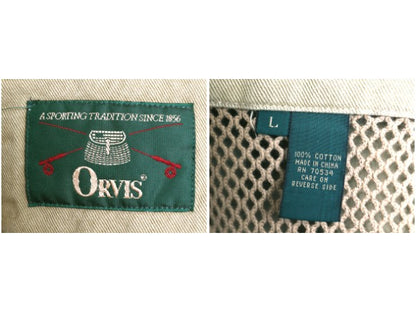 A SPORTING TRADITION SINCE 1856
ORVIS®
L
100% COTTON
MADE IN CHINA
RN 70534
CARE ON
REVERSE SIDE